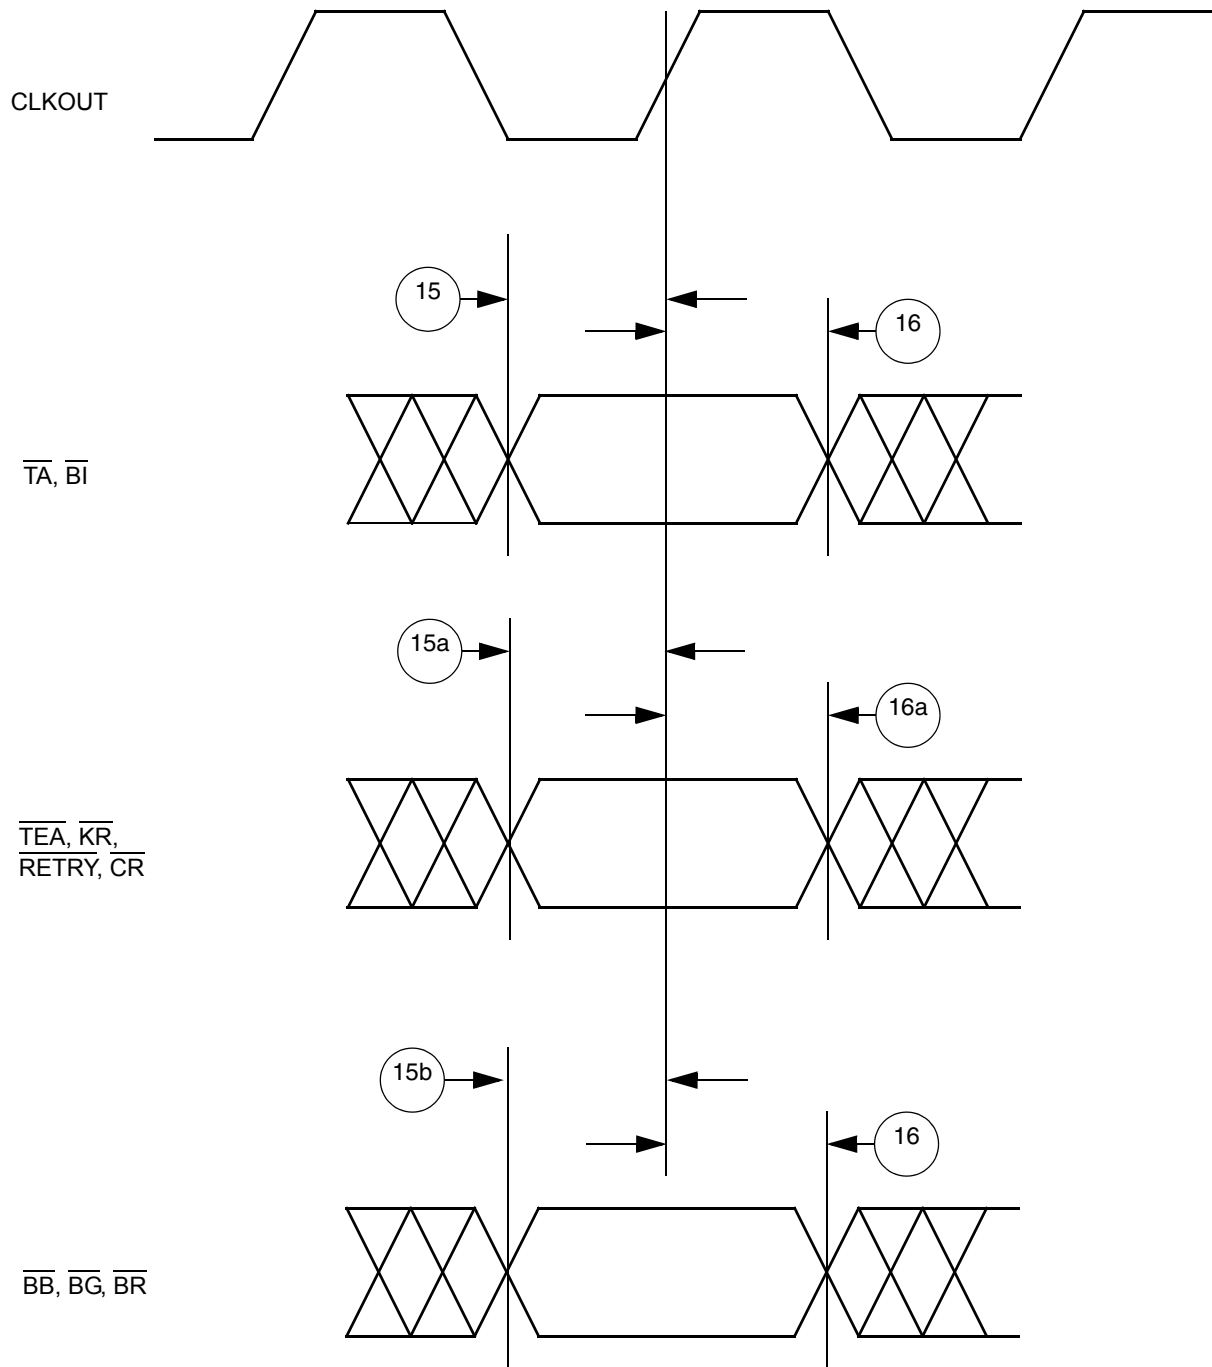 CLKOUT
15
16
TA, BI
15a
16a
TEA, KR,
RETRY, CR
15b
16
BB, BG, BR